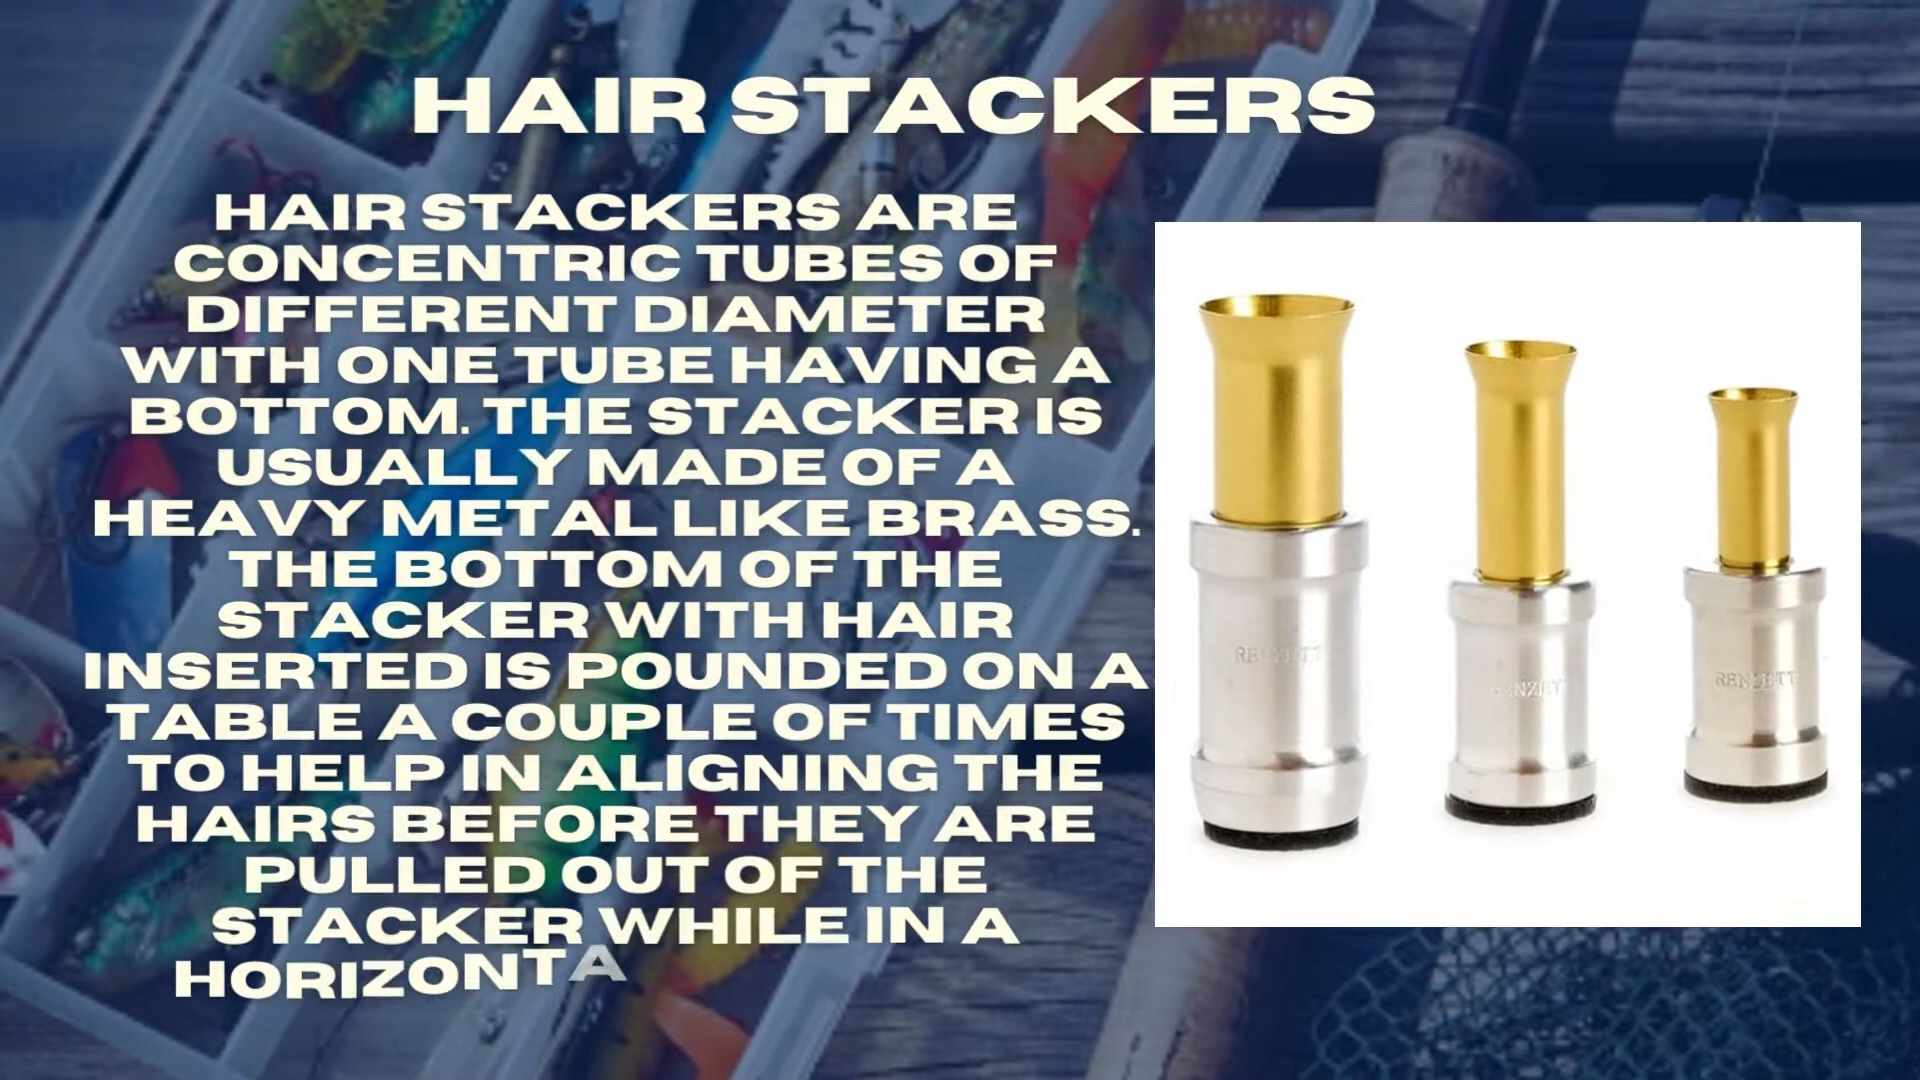 HAIR STACKERS
HAIR STACKERS ARE
CONCENTRIC TUBES OF
DIFFERENT DIAMETER
WITH ONE TUBE HAVING A
BOTTOM. THE STACKER IS
USUALLY MADE OF A
HEAVY METAL LIKE BRASS.
THE BOTTOM OF THE
STACKER WITH HAIR
INSERTED IS POUNDED ON A
TABLE A COUPLE OF TIMES
TO HELP IN ALIGNING THE
HAIRS BEFORE THEY ARE
PULLED OUT OF THE
STACKER WHILE IN A
HORIZONTA
RENZETT